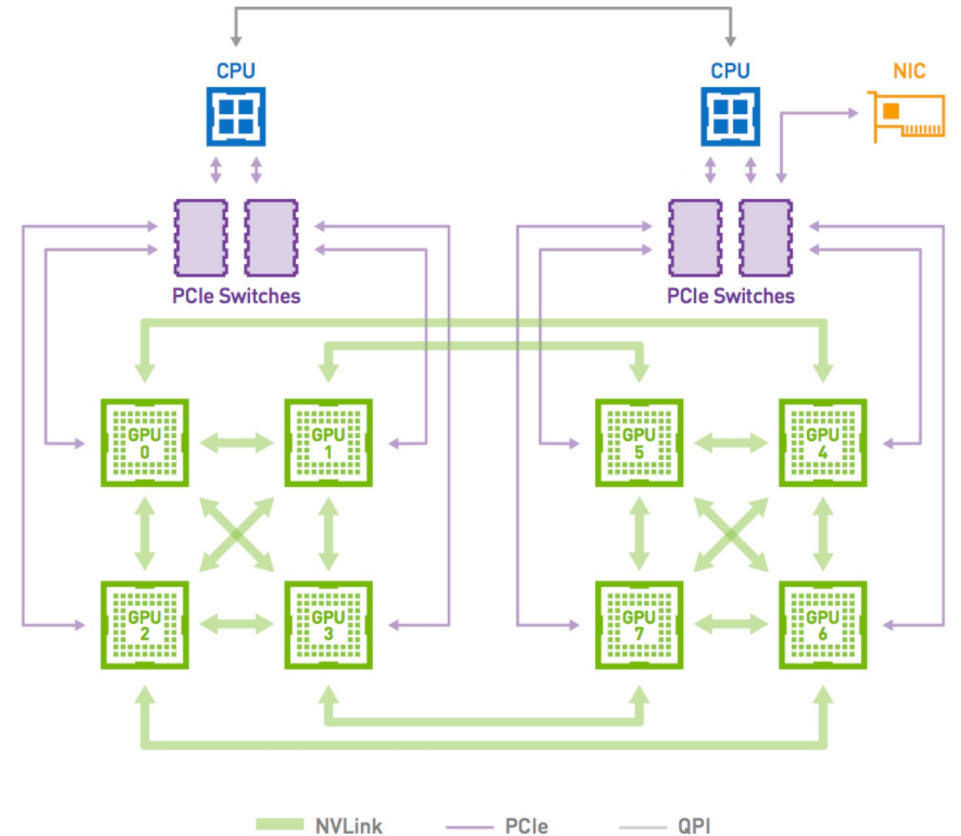 CPU
CPU
NIC
PCIe Switches
PCIe Switches
GPU
0
GPU
1
GPU
5
GPU
4
GPU
2
GPU
3
GPU
7
GPU
6
NVLink
PCIe
QPI